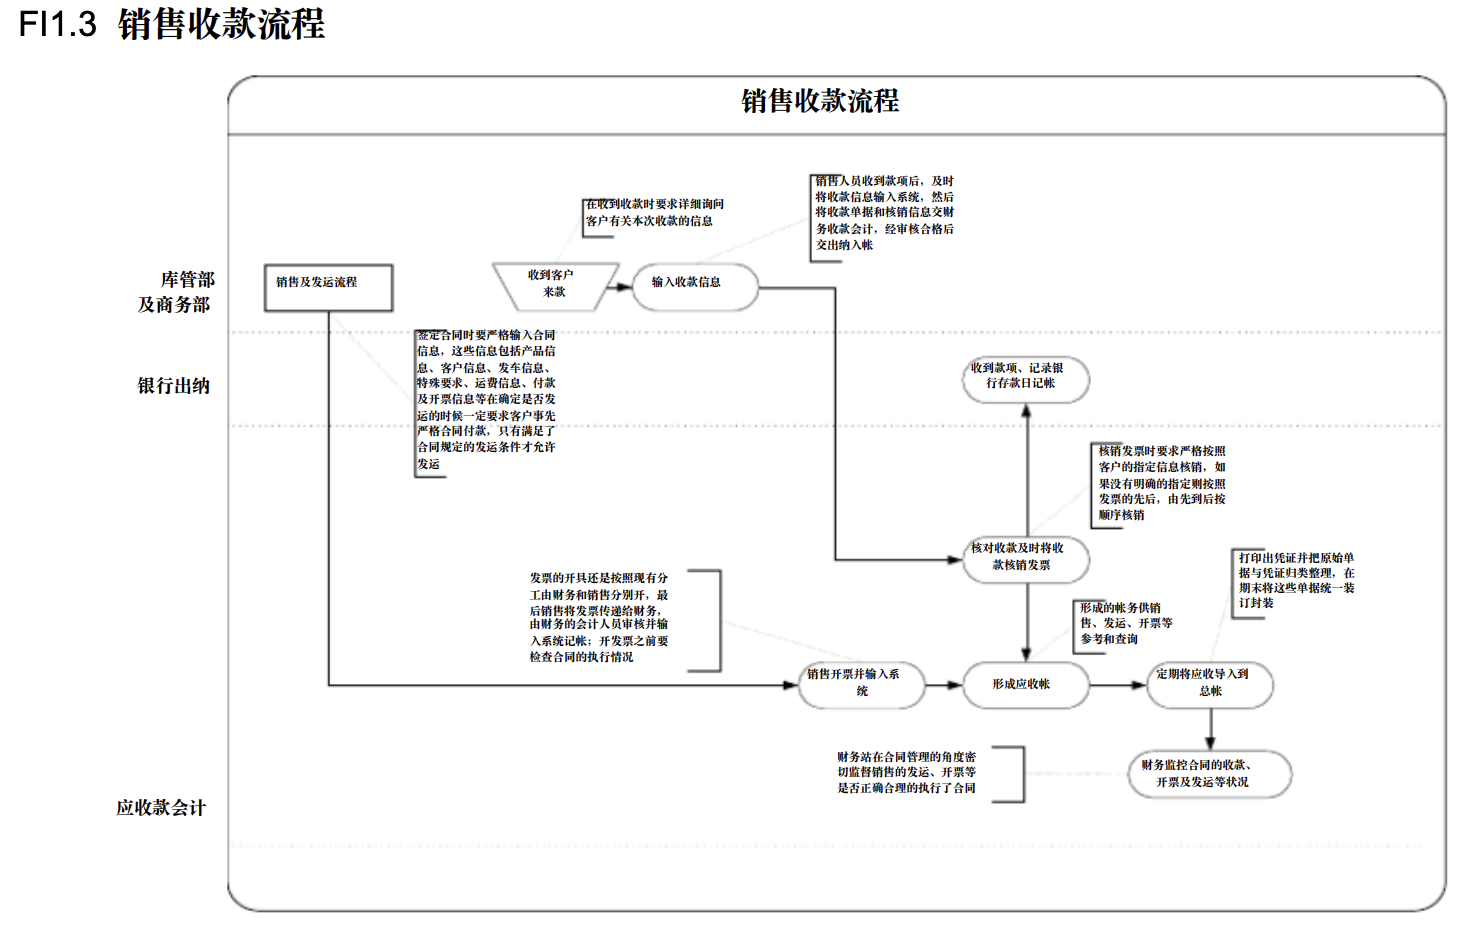 FI1.3 销售收款流程
销售收款流程
库管部
及商务部
销售及发运流程
在收到收款时要求详细询问
客户有关本次收款的信息
收到客户
来款
销售人员收到款项后，及时
将收款信息输入系统，然后
将收款单据和核销信息交财
务收款会计，经审核合格后
交出纳入帐
输入收款信息
签定合同时要严格输入合同
信息，这些信息包括产品信
息、客户信息、发车信息、
特殊要求、运费信息、付款
及开票信息等在确定是否发
运的时候一定要求客户事先
严格合同付款，只有满足了
合同规定的发运条件才允许
发运
银行出纳
收到款项、记录银
行存款日记帐
核销发票时要求严格按照
客户的指定信息核销，如
果没有明确的指定则按照
发票的先后，由先到后按
顺序核销
核对收款及时将收
款核销发票
打印出凭证并把原始单
据与凭证归类整理，在
期末将这些单据统一装
订封装
发票的开具还是按照现有分
工由财务和销售分别开，最
后销售将发票传递给财务，
由财务的会计人员审核并输
入系统记帐；开发票之前要
检查合同的执行情况
形成的帐务供销
售、发运、开票等
参考和查询
销售开票并输入系
统
形成应收帐
定期将应收导入到
总帐
财务站在合同管理的角度密
切监督销售的发运、开票等
是否正确合理的执行了合同
财务监控合同的收款、
开票及发运等状况
应收款会计